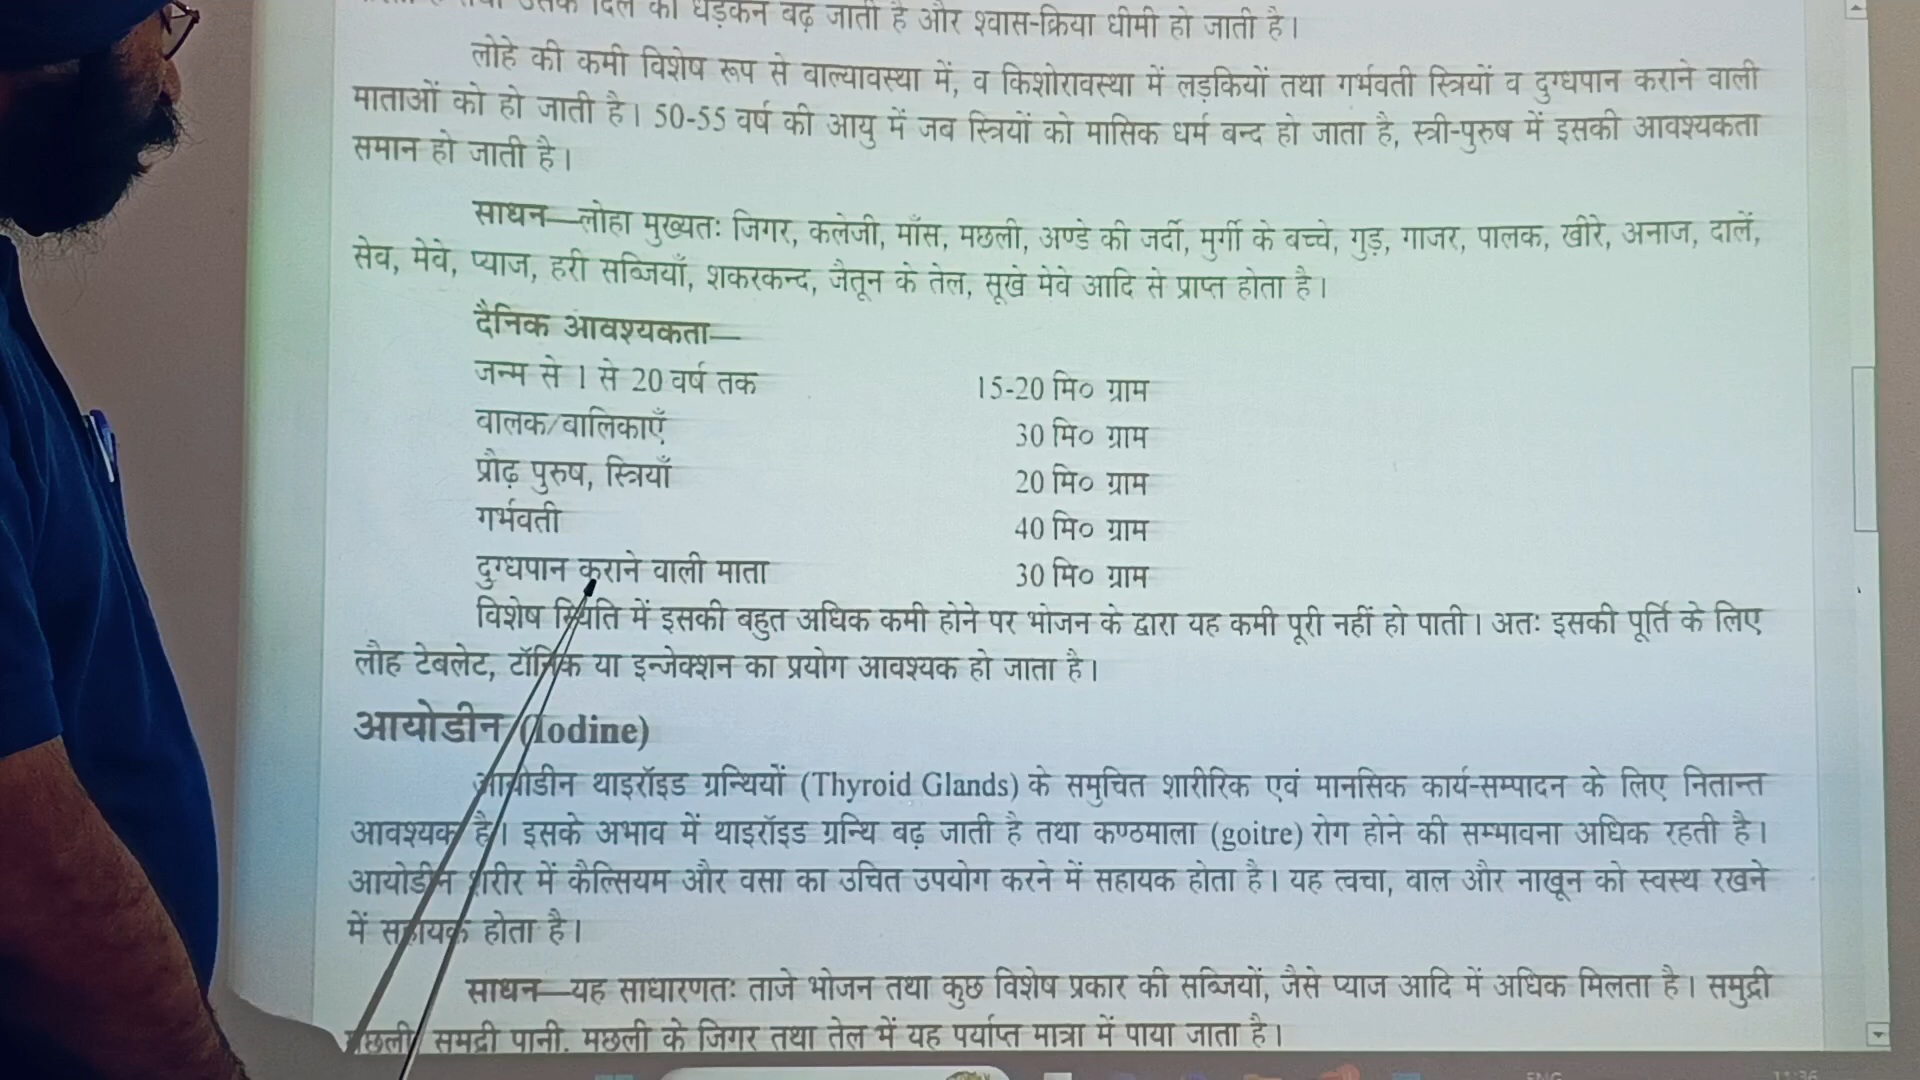 दिल की धड़कन बढ़ जाती है और श्वास-क्रिया धीमी हो जाती है।
लोहे की कमी विशेष रूप से बाल्यावस्था में, व किशोरावस्था में लड़कियों तथा गर्भवती स्त्रियों व दुग्धपान कराने वाली
माताओं को हो जाती है। 50-55 वर्ष की आयु में जब स्त्रियों को मासिक धर्म बन्द हो जाता है, स्त्री-पुरुष में इसकी आवश्यकता
समान हो जाती है।
साधन—लोहा मुख्यतः जिगर, कलेजी, माँस, मछली, अण्डे की जर्दी, मुर्गी के बच्चे, गुड़, गाजर, पालक, खीरे, अनाज, दालें,
सेव, मेवे, प्याज, हरी सब्जियाँ, शकरकन्द, जैतून के तेल, सूखे मेवे आदि से प्राप्त होता है।
दैनिक आवश्यकता—
जन्म से 1 से 20 वर्ष तक 15-20 मि० ग्राम
बालक/बालिकाएँ 30 मि० ग्राम
प्रौढ़ पुरुष, स्त्रियाँ 20 मि० ग्राम
गर्भवती 40 मि० ग्राम
दुग्धपान कराने वाली माता 30 मि० ग्राम
विशेष स्थिति में इसकी बहुत अधिक कमी होने पर भोजन के द्वारा यह कमी पूरी नहीं हो पाती। अतः इसकी पूर्ति के लिए
लौह टेबलेट, टॉनिक या इन्जेक्शन का प्रयोग आवश्यक हो जाता है।
आयोडीन (Iodine)
आयोडीन थाइरॉइड ग्रन्थियों (Thyroid Glands) के समुचित शारीरिक एवं मानसिक कार्य-सम्पादन के लिए नितान्त
आवश्यक है। इसके अभाव में थाइरॉइड ग्रन्थि बढ़ जाती है तथा कण्ठमाला (goitre) रोग होने की सम्भावना अधिक रहती है।
आयोडीन शरीर में कैल्सियम और वसा का उचित उपयोग करने में सहायक होता है। यह त्वचा, बाल और नाखून को स्वस्थ रखने
में सहायक होता है।
साधन—यह साधारणतः ताजे भोजन तथा कुछ विशेष प्रकार की सब्जियों, जैसे प्याज आदि में अधिक मिलता है। समुद्री
मछली समुद्री पानी, मछली के जिगर तथा तेल में यह पर्याप्त मात्रा में पाया जाता है।